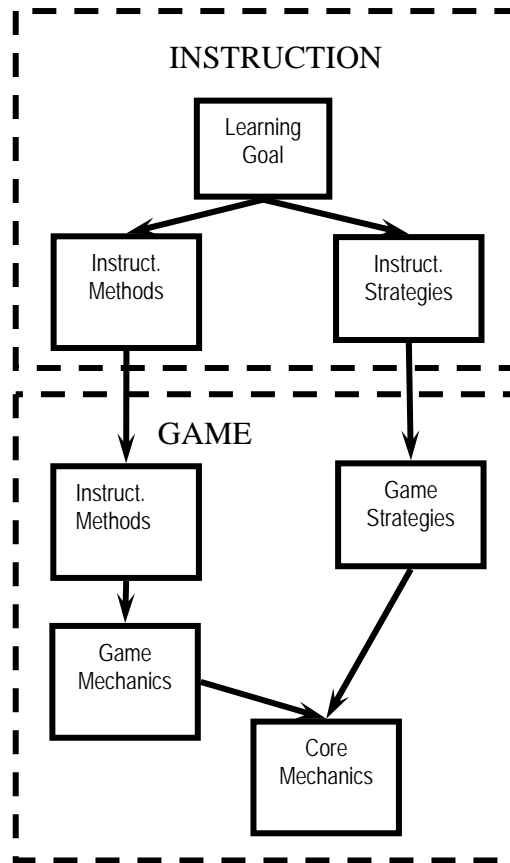 INSTRUCTION
Learning
Goal
Instruct.
Methods
Instruct.
Strategies
GAME
Instruct.
Methods
Game
Strategies
Game
Mechanics
Core
Mechanics